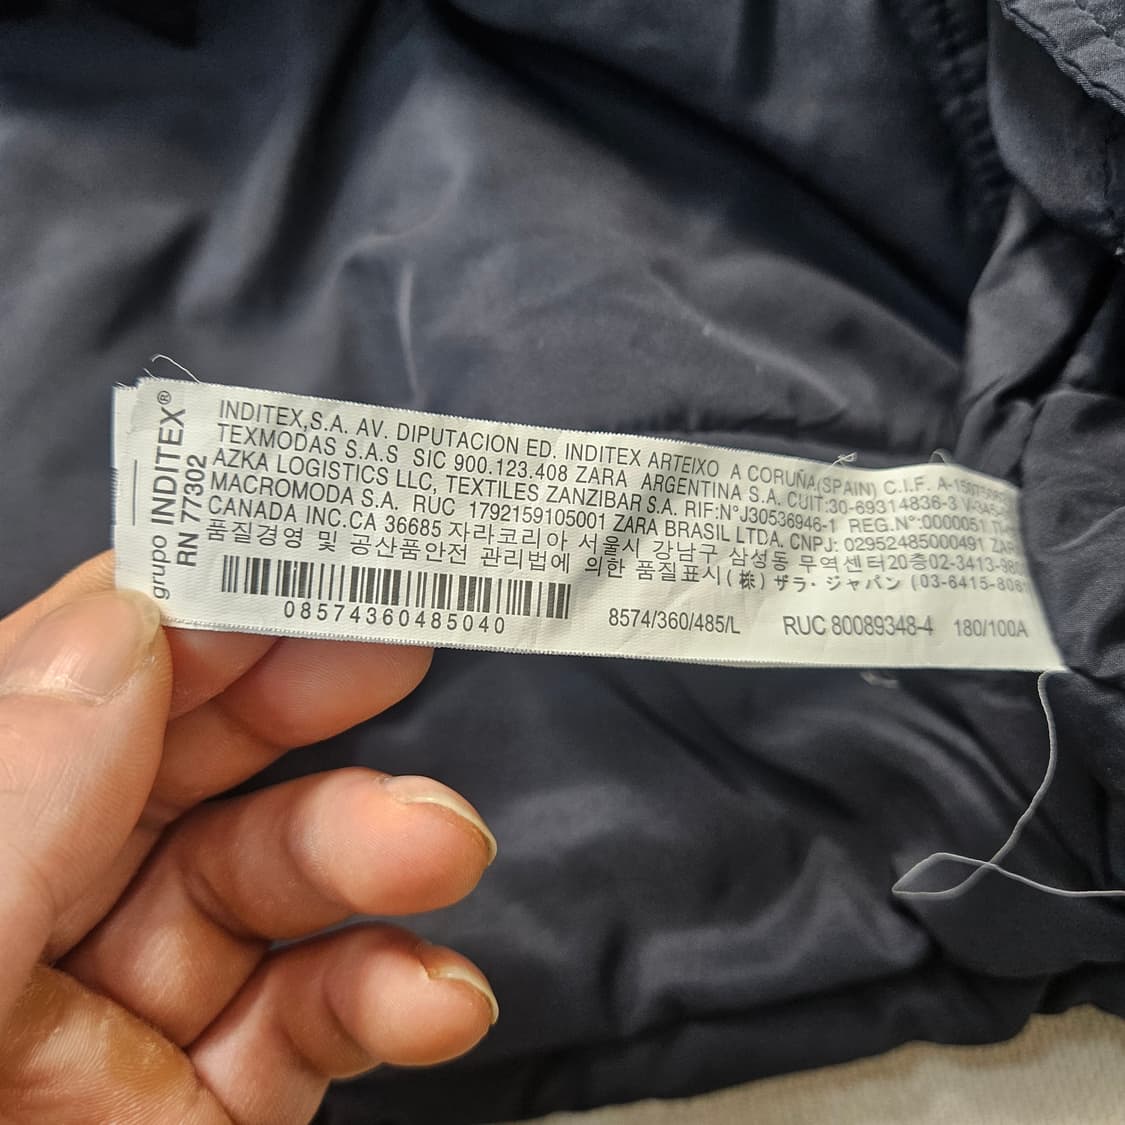 grupo INDITEX®
RN 77302
INDITEX,S.A. AV. DIPUTACION ED. INDITEX ARTEIXO A CORUÑA(SPAIN) C.I.F.
TEXMODAS S.A.S SIC 900.123.408 ZARA ARGENTINA S.A. CUIT:30-69314836-3
AZKA LOGISTICS LLC, TEXTILES ZANZIBAR S.A. RIF:N°J30536946-1 REG.N°:0000051
MACROMODA S.A. RUC 1792159105001 ZARA BRASIL LTDA. CNPJ: 02952485000491 ZAR
CANADA INC.CA 36685 자라코리아 서울시 강남구 삼성동 무역센터20층02-3413-980
품질경영 및 공산품안전 관리법에 의한 품질표시(株) ザラ・ジャパン (03-6415-806
08574360485040
8574/360/485/L RUC 80089348-4 180/100A